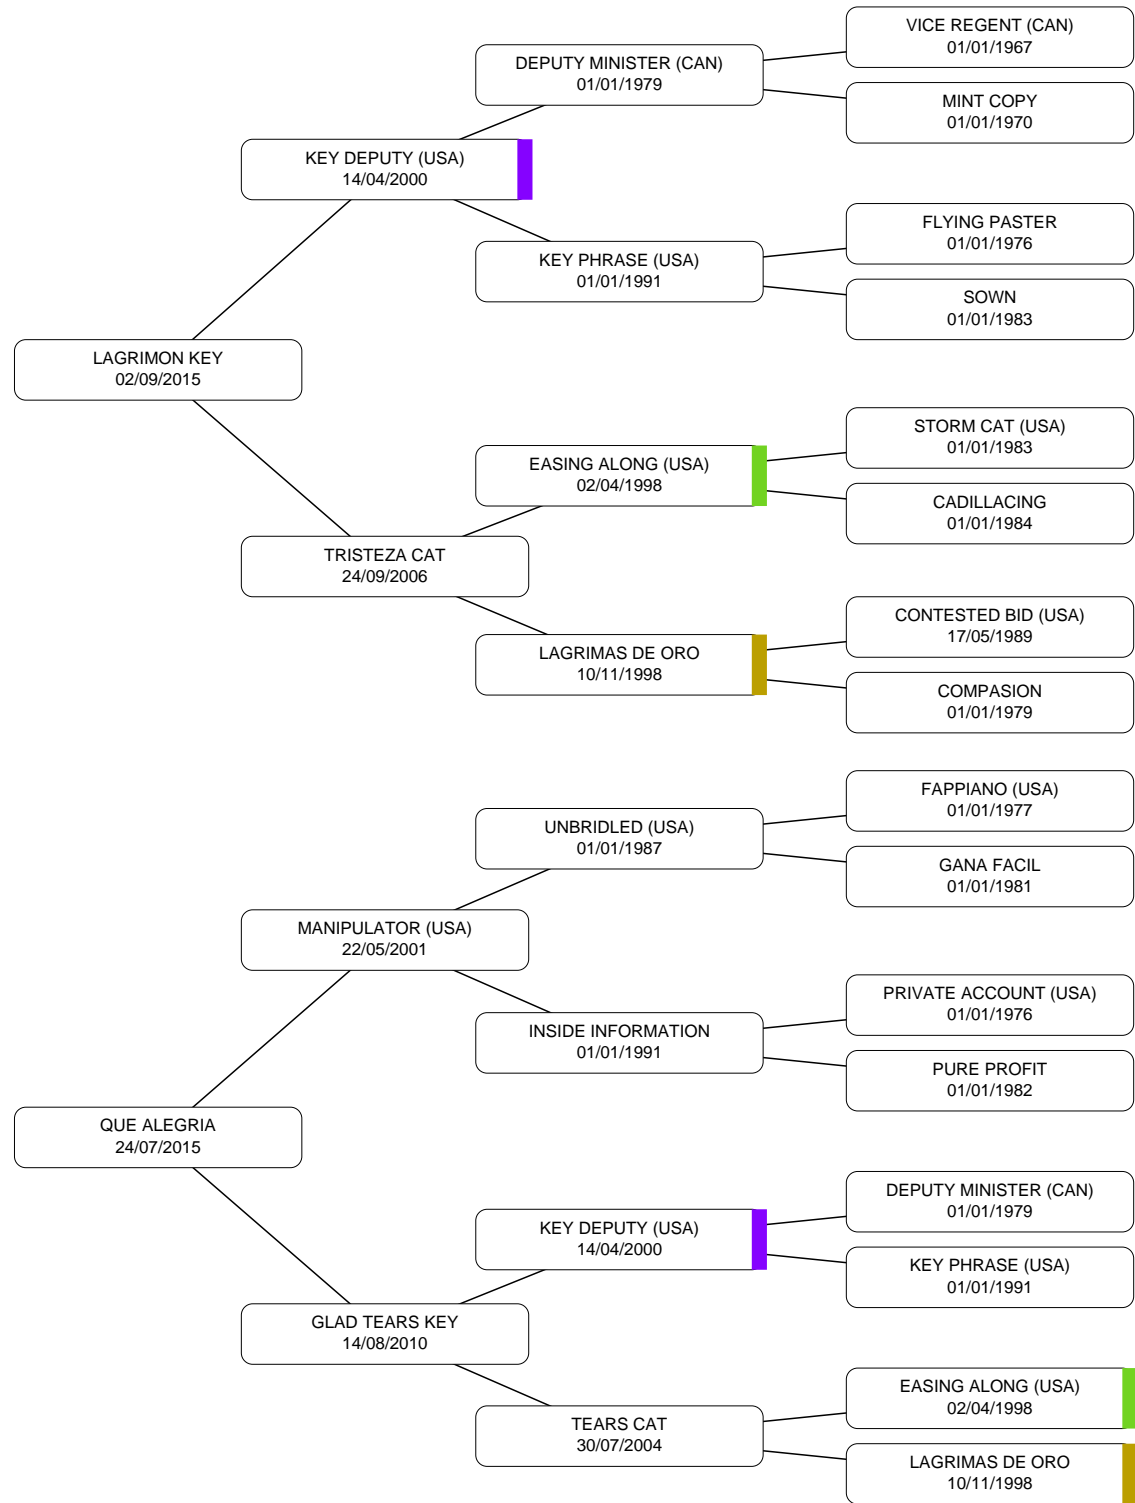 VICE REGENT (CAN)
01/01/1967
DEPUTY MINISTER (CAN)
01/01/1979
MINT COPY
01/01/1970
KEY DEPUTY (USA)
14/04/2000
FLYING PASTER
01/01/1976
KEY PHRASE (USA)
01/01/1991
SOWN
01/01/1983
LAGRIMON KEY
02/09/2015
STORM CAT (USA)
01/01/1983
EASING ALONG (USA)
02/04/1998
CADILLACING
01/01/1984
TRISTEZA CAT
24/09/2006
CONTESTED BID (USA)
17/05/1989
LAGRIMAS DE ORO
10/11/1998
COMPASION
01/01/1979
FAPPIANO (USA)
01/01/1977
UNBRIDLED (USA)
01/01/1987
GANA FACIL
01/01/1981
MANIPULATOR (USA)
22/05/2001
PRIVATE ACCOUNT (USA)
01/01/1976
INSIDE INFORMATION
01/01/1991
PURE PROFIT
01/01/1982
QUE ALEGRIA
24/07/2015
DEPUTY MINISTER (CAN)
01/01/1979
KEY DEPUTY (USA)
14/04/2000
KEY PHRASE (USA)
01/01/1991
GLAD TEARS KEY
14/08/2010
EASING ALONG (USA)
02/04/1998
TEARS CAT
30/07/2004
LAGRIMAS DE ORO
10/11/1998